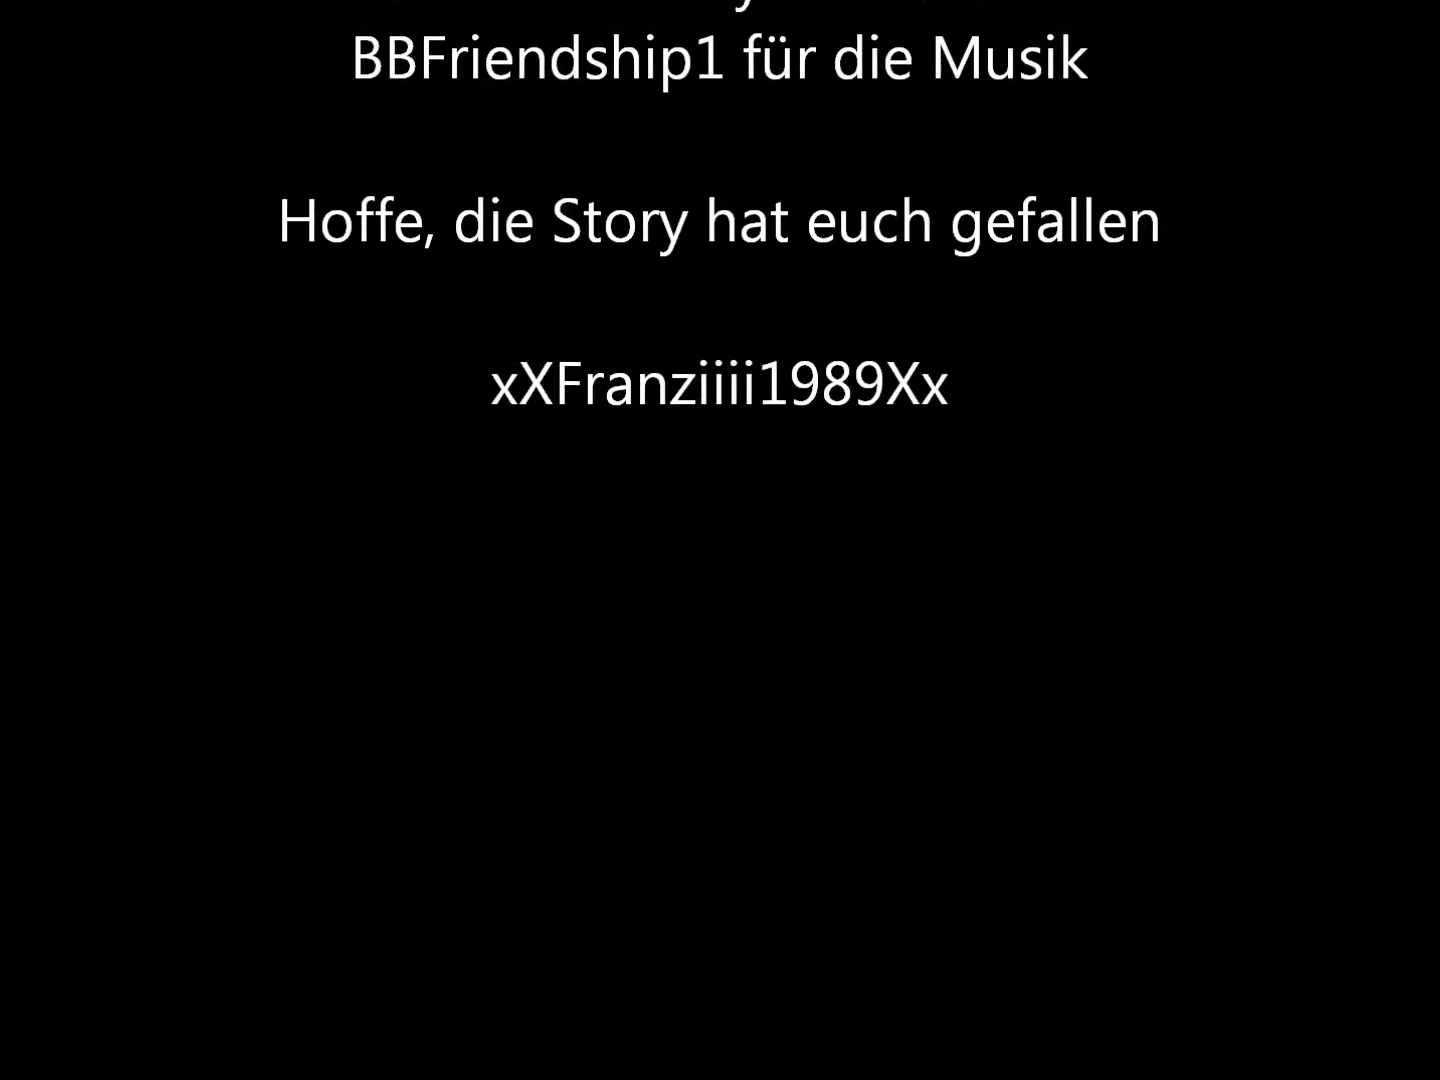 BBFriendship1 für die Musik
Hoffe, die Story hat euch gefallen
xXFranziiii1989Xx